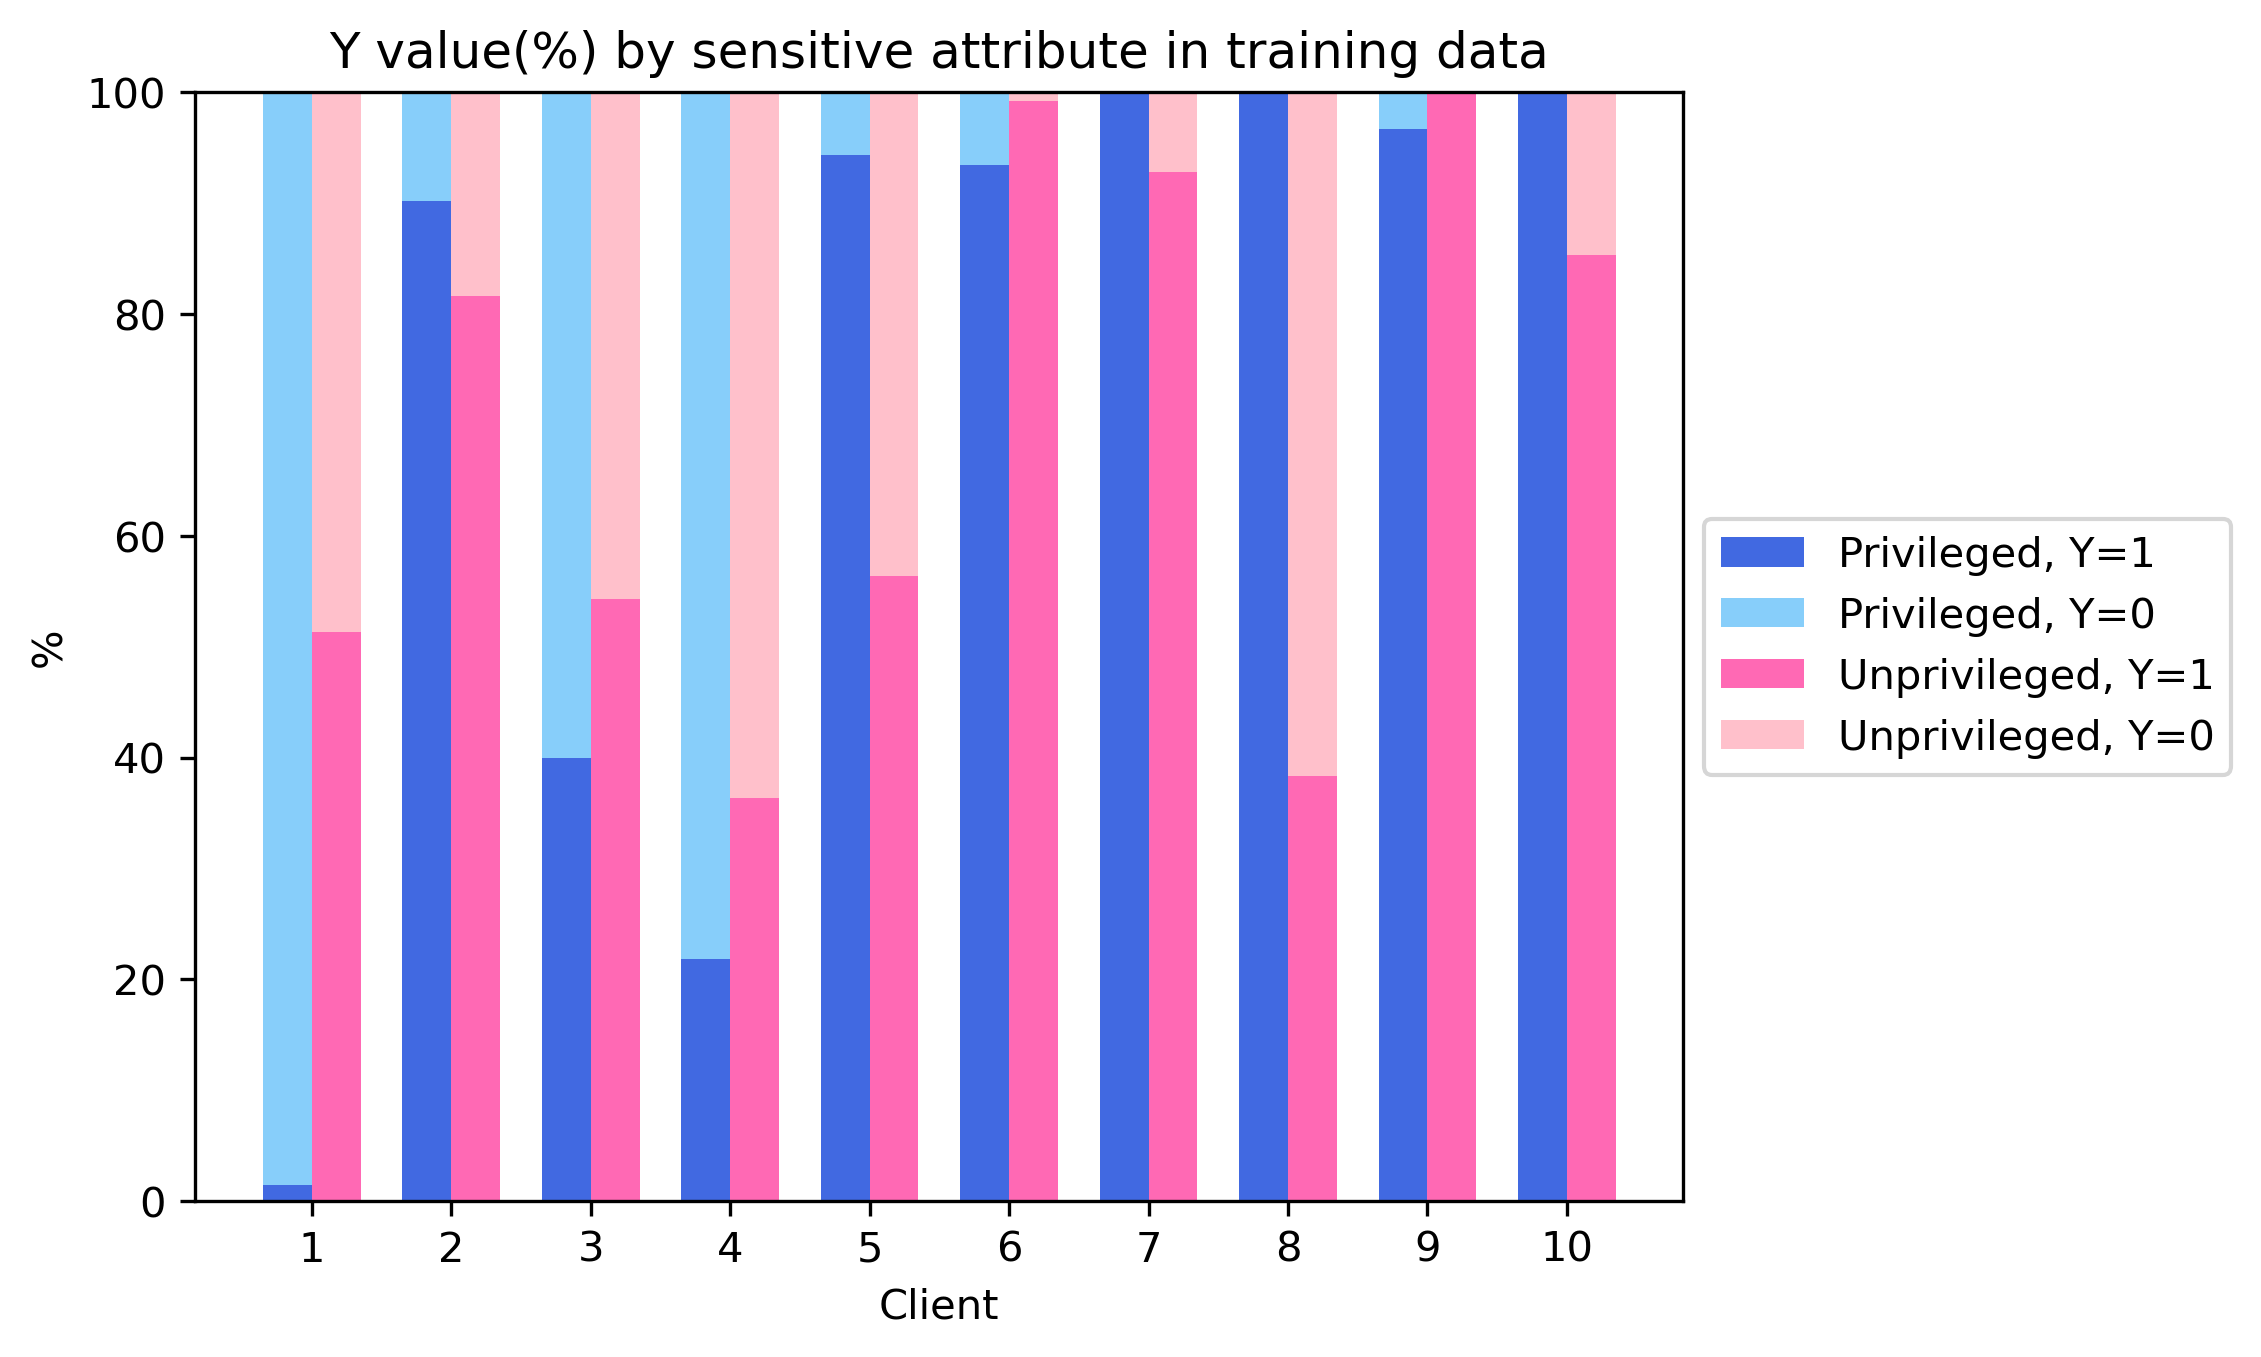 Y value(%) by sensitive attribute in training data
100
80
60
40
20
0
%
1 2 3 4 5 6 7 8 9 10
Client
Privileged, Y=1
Privileged, Y=0
Unprivileged, Y=1
Unprivileged, Y=0